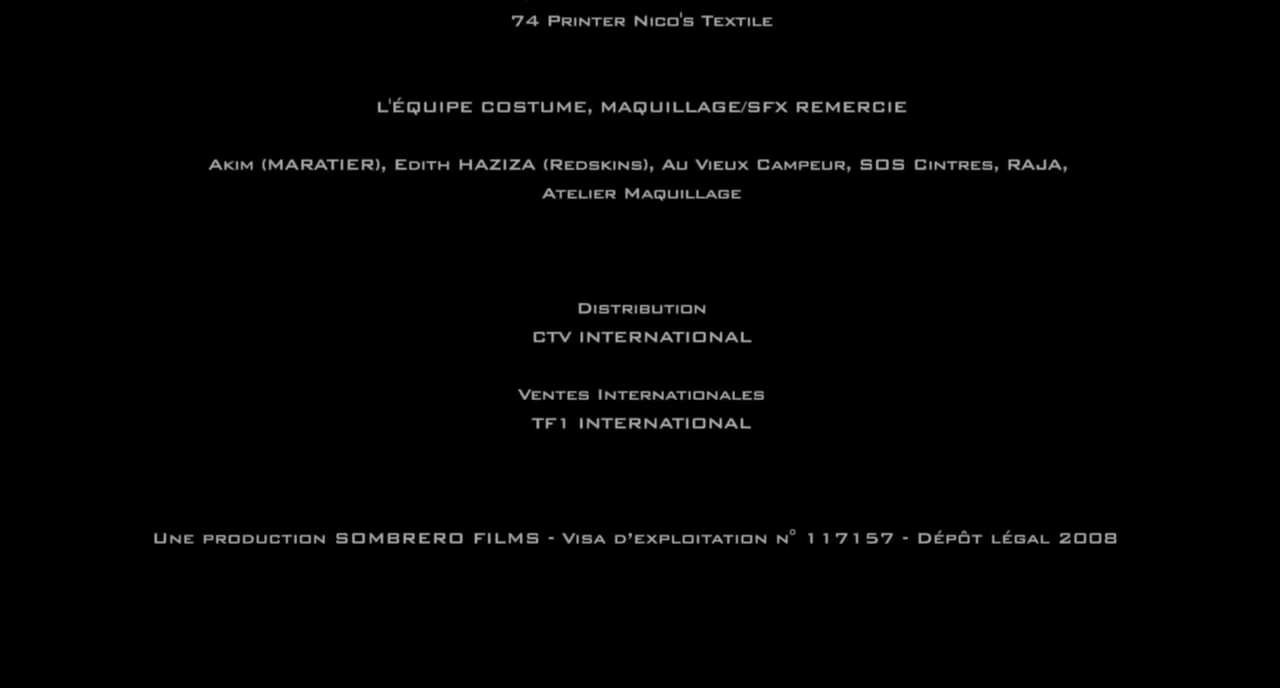 74 Printer Nico's Textile
L'ÉQUIPE COSTUME, MAQUILLAGE/SFX REMERCIE
Akim (MARATIER), Edith HAZIZA (Redskins), Au Vieux Campeur, SOS Cintres, RAJA,
Atelier Maquillage
Distribution
CTV INTERNATIONAL
Ventes Internationales
TF1 INTERNATIONAL
Une production SOMBRERO FILMS - Visa d’exploitation n° 117157 - Dépôt légal 2008